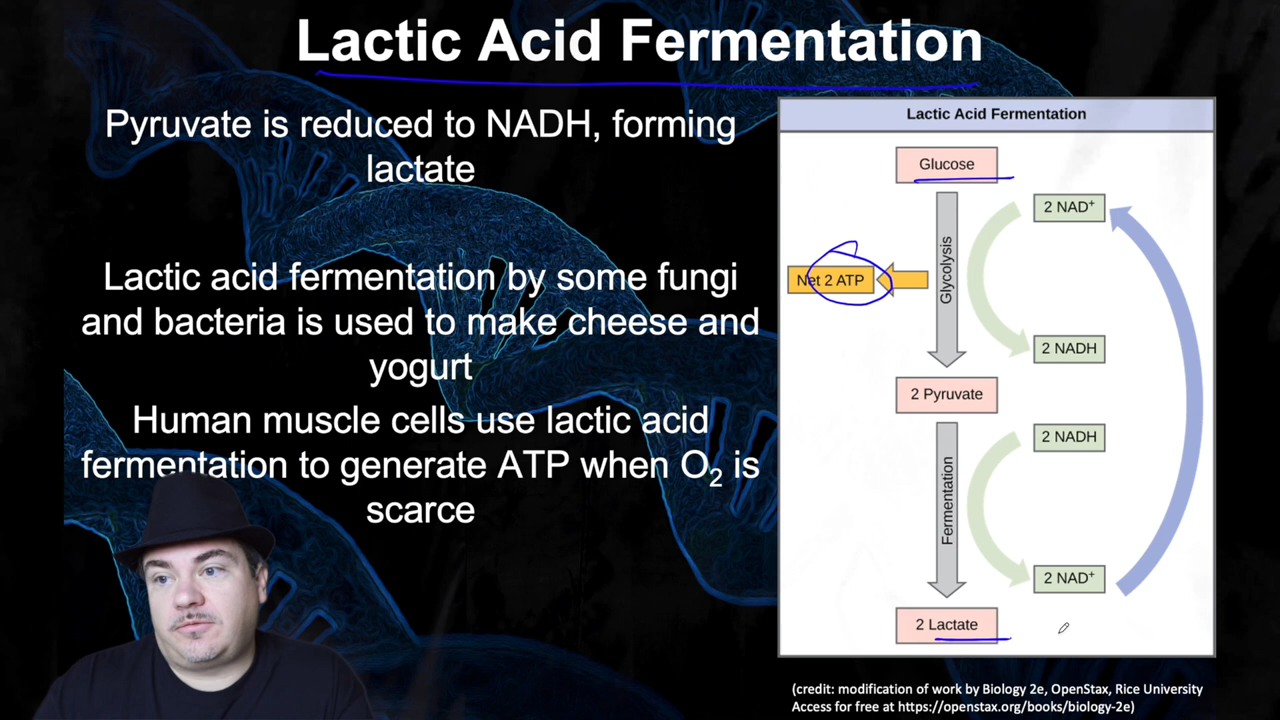 Lactic Acid Fermentation
Pyruvate is reduced to NADH, forming
lactate
Lactic acid fermentation by some fungi
and bacteria is used to make cheese and
yogurt
Human muscle cells use lactic acid
fermentation to generate ATP when O₂ is
scarce
Lactic Acid Fermentation
Glucose
2 NAD⁺
Glycolysis
Net 2 ATP
2 NADH
2 Pyruvate
2 NADH
Fermentation
2 NAD⁺
2 Lactate
(credit: modification of work by Biology 2e, OpenStax, Rice University
Access for free at https://openstax.org/books/biology-2e)